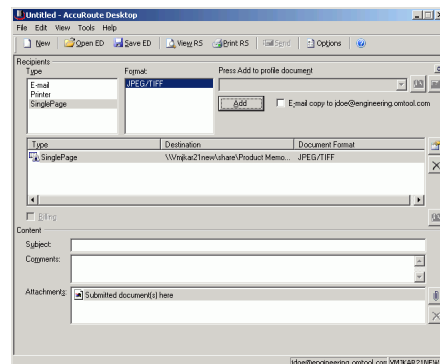 Untitled - AccuRoute Desktop
File Edit View Tools Help
New Open ED Save ED View RS Print RS Send Options
Recipients
Type Format: Press Add to profile document
E-mail
Printer
SinglePage
JPEG/TIFF
Add E-mail copy to jdoe@engineering.omtool.com
Type Destination Document Format
SinglePage \\Vmjkar21new\share\Product Memo... JPEG/TIFF
Billing
Content
Subject:
Comments:
Attachments: Submitted document(s) here
jdoe@engineering.omtool.com VMJKAR21NEW